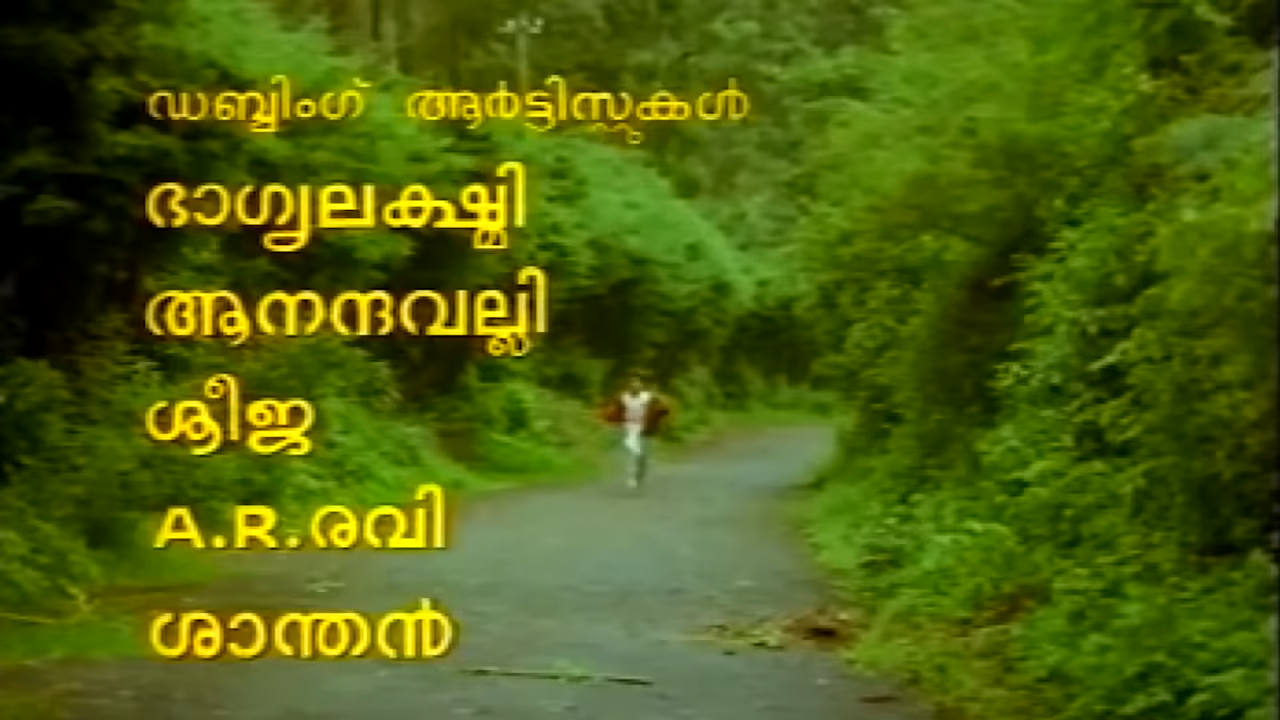 ഡബ്ബിംഗ് ആർട്ടിസ്റ്റുകൾ
ഭാഗ്യലക്ഷ്മി
ആനന്ദവല്ലി
ശ്രീജ
A.R.രവി
ശാന്തൻ